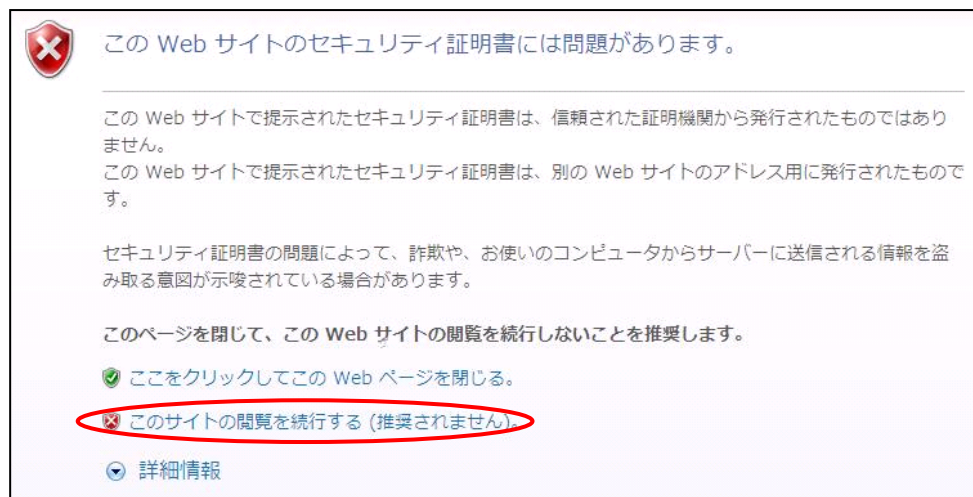 この Web サイトのセキュリティ証明書には問題があります。
この Web サイトで提示されたセキュリティ証明書は、信頼された証明機関から発行されたものではあり
ません。
この Web サイトで提示されたセキュリティ証明書は、別の Web サイトのアドレス用に発行されたもので
す。
セキュリティ証明書の問題によって、詐欺や、お使いのコンピュータからサーバーに送信される情報を盗
み取る意図が示唆されている場合があります。
このページを閉じて、この Web サイトの閲覧を続行しないことを推奨します。
ここをクリックしてこの Web ページを閉じる。
このサイトの閲覧を続行する (推奨されません)。
詳細情報